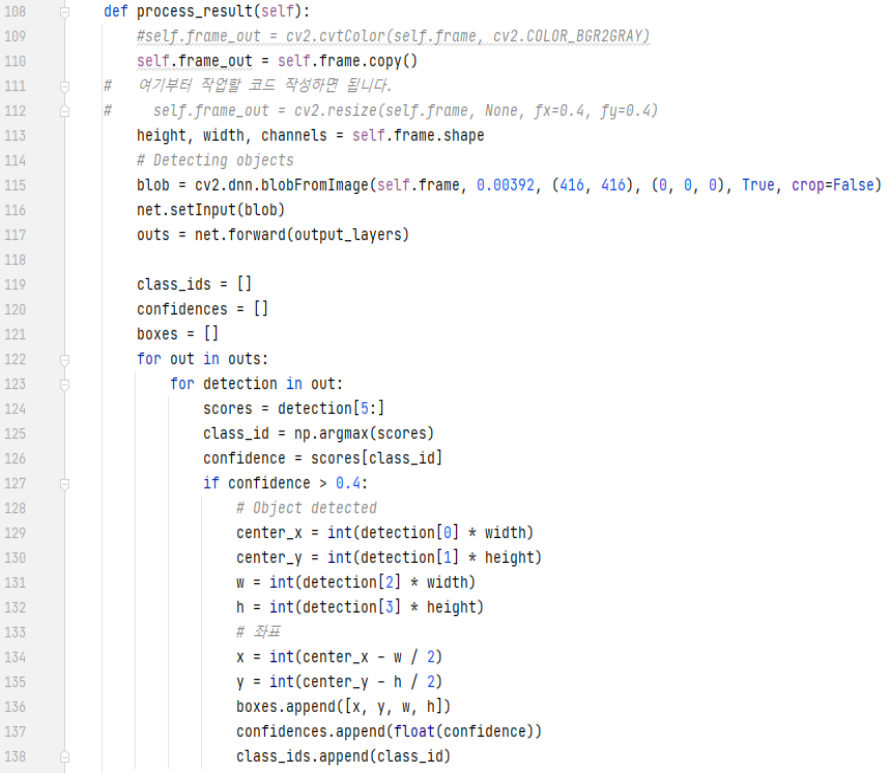 108 def process_result(self):
109 #self.frame_out = cv2.cvtColor(self.frame, cv2.COLOR_BGR2GRAY)
110 self.frame_out = self.frame.copy()
111 # 여기부터 작업할 코드 작성하면 됩니다.
112 # self.frame_out = cv2.resize(self.frame, None, fx=0.4, fy=0.4)
113 height, width, channels = self.frame.shape
114 # Detecting objects
115 blob = cv2.dnn.blobFromImage(self.frame, 0.00392, (416, 416), (0, 0, 0), True, crop=False)
116 net.setInput(blob)
117 outs = net.forward(output_layers)
118
119 class_ids = []
120 confidences = []
121 boxes = []
122 for out in outs:
123 for detection in out:
124 scores = detection[5:]
125 class_id = np.argmax(scores)
126 confidence = scores[class_id]
127 if confidence > 0.4:
128 # Object detected
129 center_x = int(detection[0] * width)
130 center_y = int(detection[1] * height)
131 w = int(detection[2] * width)
132 h = int(detection[3] * height)
133 # 좌표
134 x = int(center_x - w / 2)
135 y = int(center_y - h / 2)
136 boxes.append([x, y, w, h])
137 confidences.append(float(confidence))
138 class_ids.append(class_id)